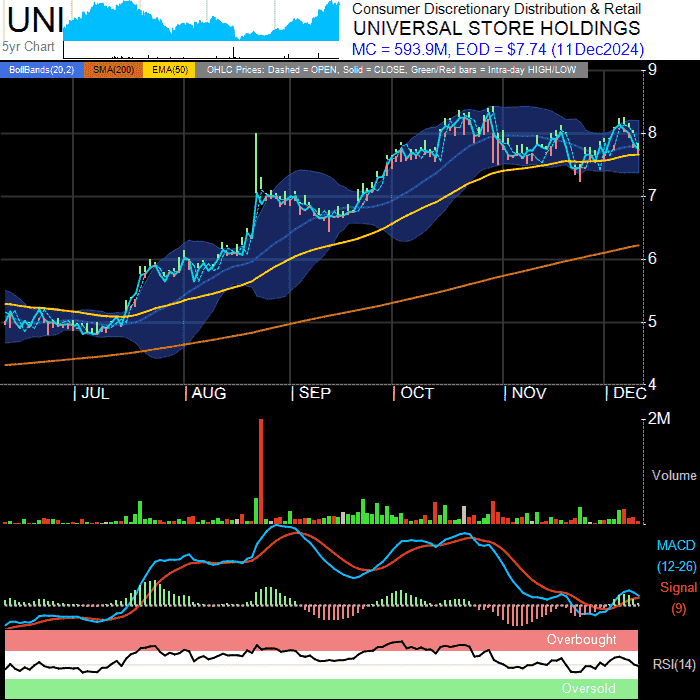 UNI
5yr Chart
Consumer Discretionary Distribution & Retail
UNIVERSAL STORE HOLDINGS
MC = 593.9M, EOD = $7.74 (11Dec2024)
BollBands(20,2) SMA(200) EMA(50) OHLC Prices: Dashed = OPEN, Solid = CLOSE, Green/Red bars = Intra-day HIGH/LOW
9
8
7
6
5
4
| JUL | AUG | SEP | OCT | NOV | DEC
2M
Volume
MACD
(12-26)
Signal
(9)
Overbought
RSI(14)
Oversold